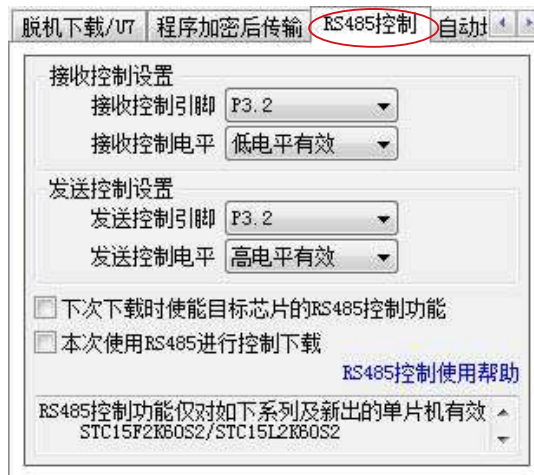 脱机下载/U7 程序加密后传输 RS485控制
接收控制设置
接收控制引脚 P3.2
接收控制电平 低电平有效
发送控制设置
发送控制引脚 P3.2
发送控制电平 高电平有效
下次下载时使能目标芯片的RS485控制功能
本次使用RS485进行控制下载
RS485控制使用帮助
RS485控制功能仅对如下系列及新出的单片机有效
STC15F2K60S2/STC15L2K60S2